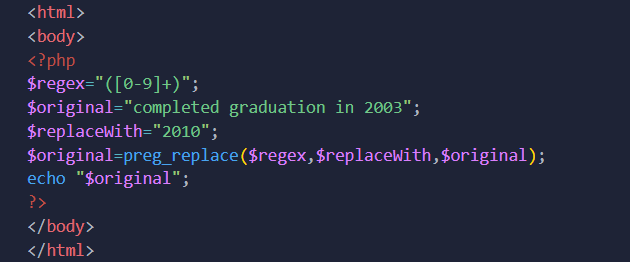 <html>
<body>
<?php
$regex="([0-9]+)";
$original="completed graduation in 2003";
$replaceWith="2010";
$original=preg_replace($regex,$replaceWith,$original);
echo "$original";
?>
</body>
</html>